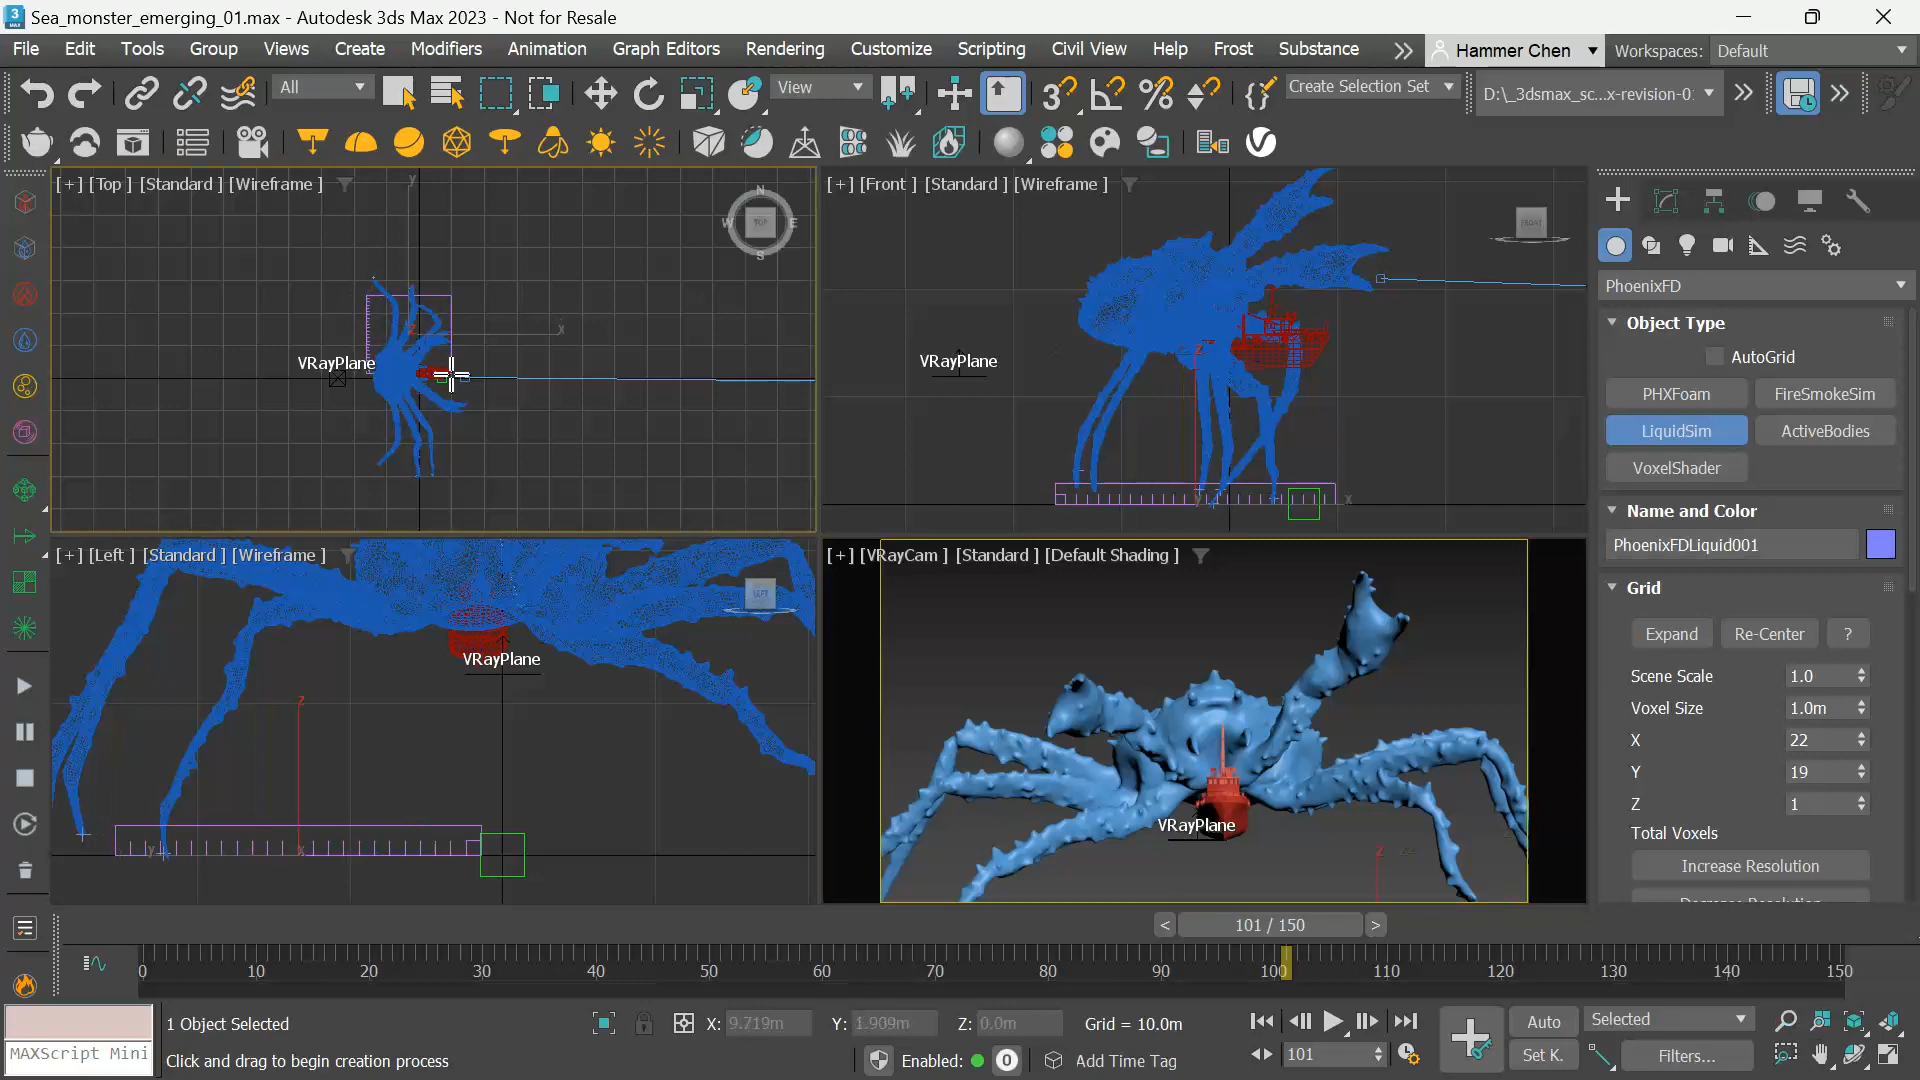 Sea_monster_emerging_01.max - Autodesk 3ds Max 2023 - Not for Resale
File Edit Tools Group Views Create Modifiers Animation Graph Editors Rendering Customize Scripting Civil View Help Frost Substance Hammer Chen Workspaces: Default
All View Create Selection Set D:\_3dsmax_sc...x-revision-0
[+] [Top ] [Standard ] [Wireframe ]
[+] [Front ] [Standard ] [Wireframe ]
N
W TOP E
S
FRONT
y
x
z
VRayPlane
VRayPlane
z
y
x
[+] [Left ] [Standard ] [Wireframe ]
[+] [VRayCam ] [Standard ] [Default Shading ]
LEFT
VRayPlane
VRayPlane
z
y
x
z
PhoenixFD
Object Type
AutoGrid
PHXFoam FireSmokeSim
LiquidSim ActiveBodies
VoxelShader
Name and Color
PhoenixFDLiquid001
Grid
Expand Re-Center ?
Scene Scale 1.0
Voxel Size 1.0m
X 22
Y 19
Z 1
Total Voxels
Increase Resolution
Decrease Resolution
< 101 / 150 >
0 10 20 30 40 50 60 70 80 90 100 110 120 130 140 150
1 Object Selected X: 9.719m Y: 1.909m Z: 0.0m Grid = 10.0m Auto Selected
MAXScript Mini Click and drag to begin creation process Enabled: 0 Add Time Tag 101 Set K. Filters...